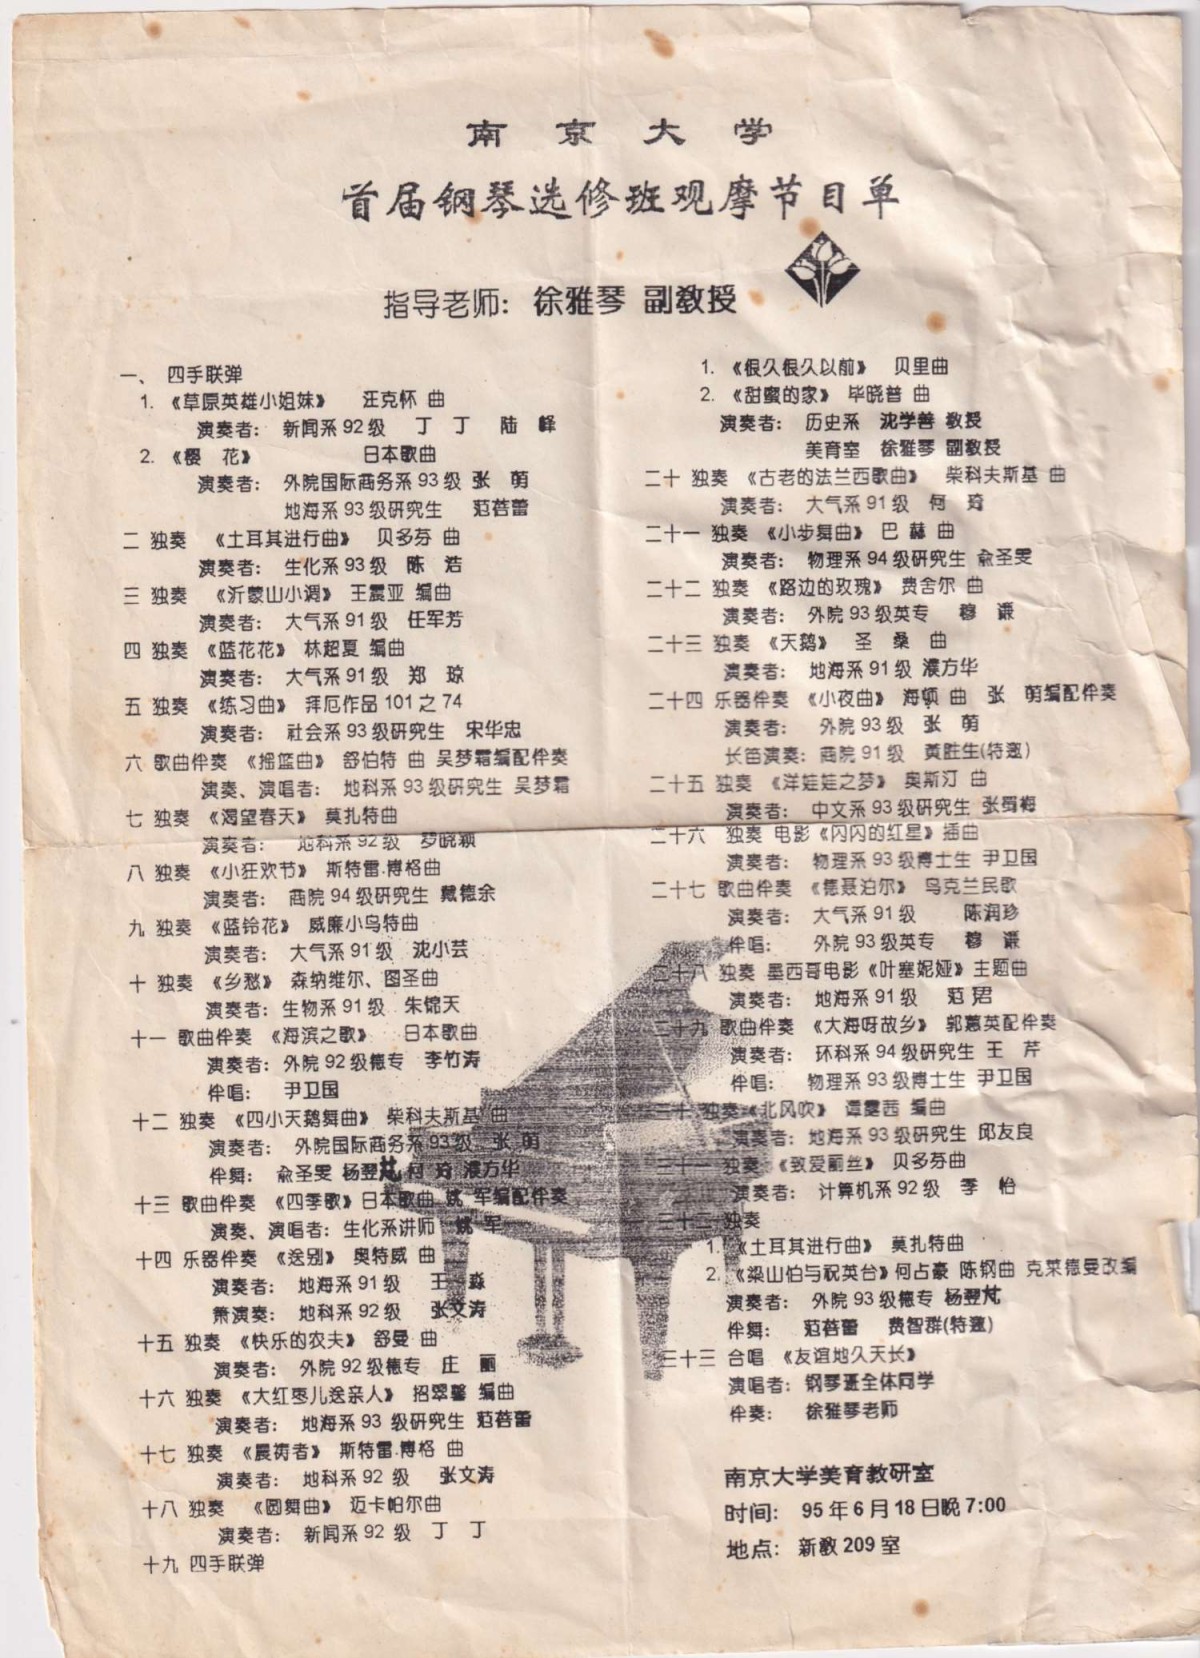 南京大学
首届钢琴选修班观摩节目单
指导老师：徐雅琴 副教授
一、 四手联弹
1. 《草原英雄小姐妹》 汪克怀 曲
演奏者： 新闻系92级 丁 丁 陆 峰
2. 《樱 花》 日本歌曲
演奏者： 外院国际商务系93级 张 萌
地海系93级研究生 范蓓蕾
二 独奏 《土耳其进行曲》 贝多芬 曲
演奏者： 生化系93级 陈 浩
三 独奏 《沂蒙山小调》 王震亚 编曲
演奏者： 大气系91级 任军芳
四 独奏 《蓝花花》 林超夏 编曲
演奏者： 大气系91级 郑 琼
五 独奏 《练习曲》 拜厄作品101之74
演奏者： 社会系93级研究生 宋华忠
六 歌曲伴奏 《摇篮曲》 舒伯特 曲 吴梦霜编配伴奏
演奏、演唱者： 地科系93级研究生 吴梦霜
七 独奏 《渴望春天》 莫扎特曲
演奏者： 地科系92级 罗晓颖
八 独奏 《小狂欢节》 斯特雷.博格曲
演奏者： 商院94级研究生 戴德余
九 独奏 《蓝铃花》 威廉小鸟特曲
演奏者： 大气系91级 沈小芸
十 独奏 《乡愁》 森纳维尔、图圣曲
演奏者：生物系91级 朱锦天
十一 歌曲伴奏 《海滨之歌》 日本歌曲
演奏者：外院92级德专 李竹涛
伴唱： 尹卫国
十二 独奏 《四小天鹅舞曲》 柴科夫斯基 曲
演奏者： 外院国际商务系93级 张 萌
伴舞： 俞圣雯 杨翌芃 何 琦 濮方华
十三 歌曲伴奏 《四季歌》日本歌曲 姚 军编配伴奏
演奏、演唱者：生化系讲师 姚 军
十四 乐器伴奏 《送别》 奥特威 曲
演奏者： 地海系91级 王 淼
箫演奏： 地科系92级 张文涛
十五 独奏 《快乐的农夫》 舒曼 曲
演奏者： 外院92级德专 庄 丽
十六 独奏 《大红枣儿送亲人》 招翠馨 编曲
演奏者： 地海系93 级研究生 范蓓蕾
十七 独奏 《晨祷者》 斯特雷.博格 曲
演奏者： 地科系92 级 张文涛
十八 独奏 《圆舞曲》 迈卡帕尔曲
演奏者： 新闻系92 级 丁 丁
十九 四手联弹
1. 《很久很久以前》 贝里曲
2. 《甜蜜的家》 毕晓普 曲
演奏者： 历史系 沈学善 教授
美育室 徐雅琴 副教授
二十 独奏 《古老的法兰西歌曲》 柴科夫斯基 曲
演奏者： 大气系91级 何 琦
二十一 独奏 《小步舞曲》 巴 赫 曲
演奏者： 物理系94级研究生 俞圣雯
二十二 独奏 《路边的玫瑰》 费舍尔 曲
演奏者： 外院93级英专 穆 谦
二十三 独奏 《天鹅》 圣 桑 曲
演奏者： 地海系91级 濮方华
二十四 乐器伴奏 《小夜曲》 海顿 曲 张 萌编配伴奏
演奏者： 外院93级 张 萌
长笛演奏：商院91级 黄胜生(特邀)
二十五 独奏 《洋娃娃之梦》 奥斯汀 曲
演奏者： 中文系93级研究生 张蜀梅
二十六 独奏 电影《闪闪的红星》插曲
演奏者： 物理系93级博士生 尹卫国
二十七 歌曲伴奏 《德聂泊尔》 乌克兰民歌
演奏者： 大气系91级 陈润珍
伴唱： 外院93级英专 穆 谦
二十八 独奏 墨西哥电影《叶塞妮娅》主题曲
演奏者： 地海系91级 范 珺
二十九 歌曲伴奏 《大海呀故乡》 郭蕙英配伴奏
演奏者： 环科系94级研究生 王 芹
伴唱： 物理系93级博士生 尹卫国
三十 独奏《北风吹》 谭露茜 编曲
演奏者：地海系93级研究生 邱友良
三十一 独奏 《致爱丽丝》 贝多芬曲
演奏者： 计算机系92级 李 怡
三十二 独奏
1. 《土耳其进行曲》 莫扎特曲
2. 《梁山伯与祝英台》何占豪 陈钢曲 克莱德曼改编
演奏者： 外院93级德专 杨翌芃
伴舞： 范蓓蕾 费智群(特邀)
三十三 合唱 《友谊地久天长》
演唱者：钢琴班全体同学
伴奏： 徐雅琴老师
南京大学美育教研室
时间： 95年6月18日晚7:00
地点： 新教209室